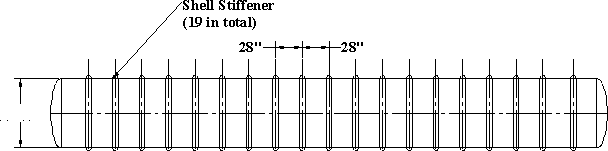 Shell Stiffener
(19 in total)
28" 28"